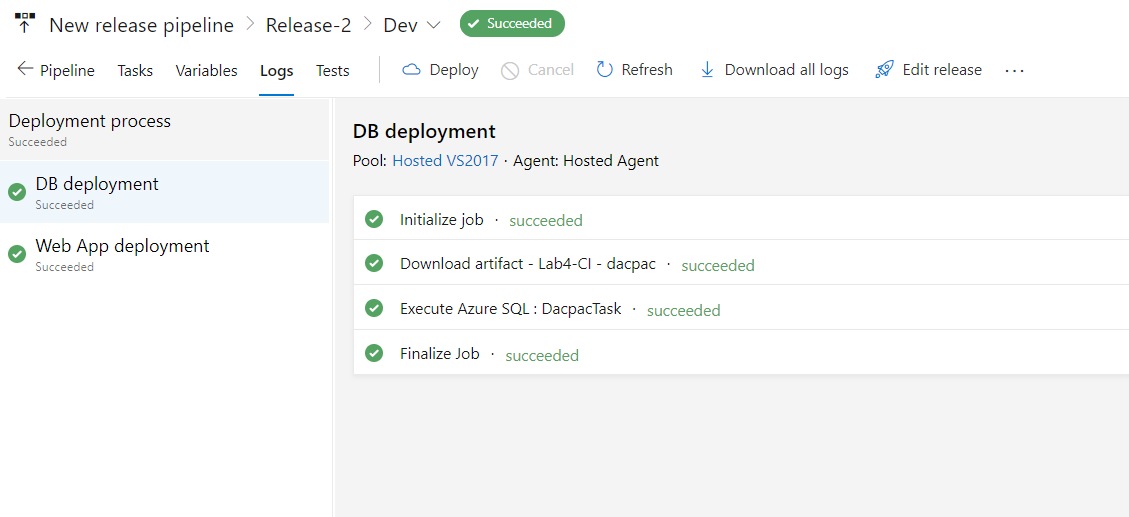 New release pipeline > Release-2 > Dev Succeeded
Pipeline Tasks Variables Logs Tests Deploy Cancel Refresh Download all logs Edit release ...
Deployment process
Succeeded
DB deployment
Succeeded
Web App deployment
Succeeded
DB deployment
Pool: Hosted VS2017 · Agent: Hosted Agent
Initialize job · succeeded
Download artifact - Lab4-CI - dacpac · succeeded
Execute Azure SQL : DacpacTask · succeeded
Finalize Job · succeeded